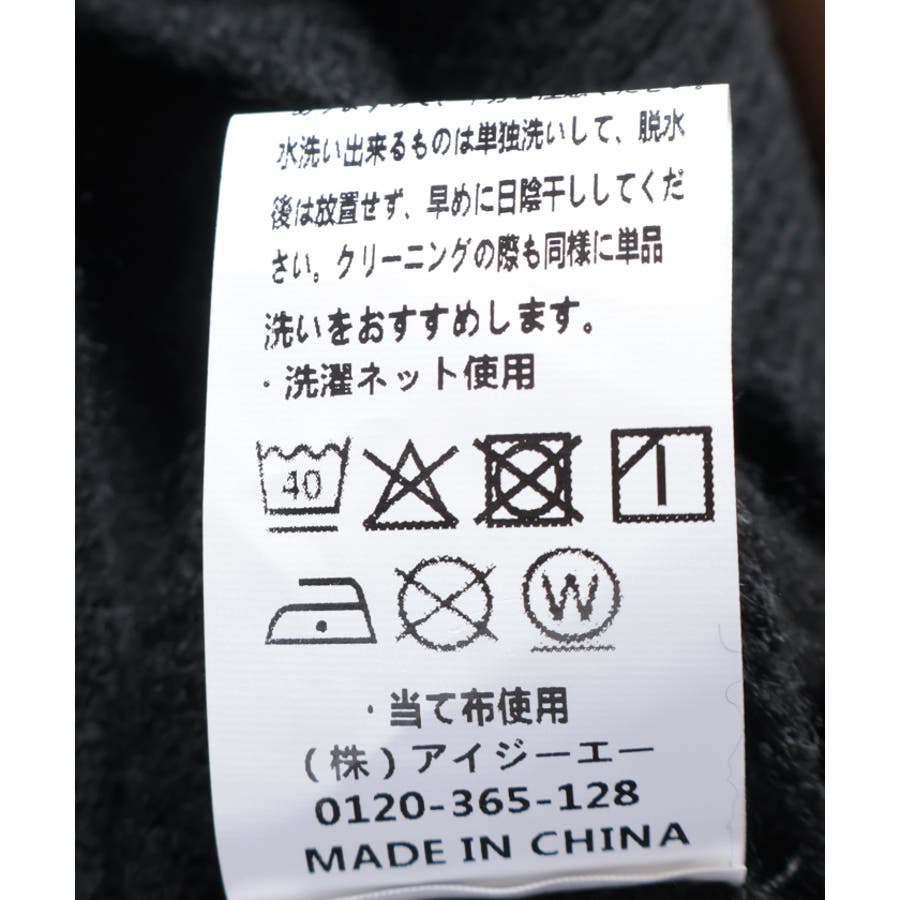 水洗い出来るものは単独洗いして、脱水
後は放置せず、早めに日陰干ししてくだ
さい。クリーニングの際も同様に単品
洗いをおすすめします。
・洗濯ネット使用
40
W
・当て布使用
(株)アイジーエー
0120-365-128
MADE IN CHINA